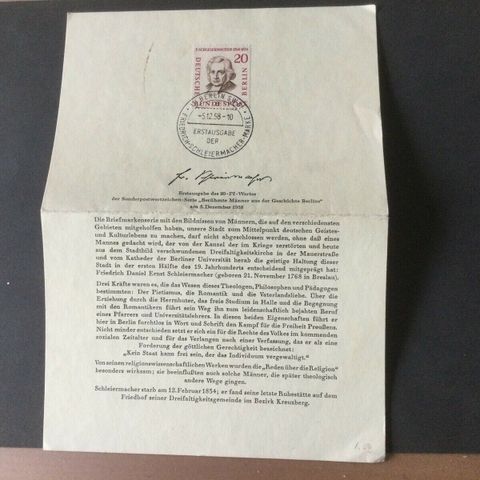 F. SCHLEIERMACHER 1768-1834
20
DEUTSCHE
BUNDESPOST
BERLIN
BERLIN SW
-5.12.58-10
ERSTAUSGABE
DER
FRIEDRICH-SCHLEIERMACHER-MARKE
Fr. Schleiermacher
Erstausgabe des 20-Pf-Wertes
der Sonderpostwertzeichen-Serie „Berühmte Männer aus der Geschichte Berlins“
am 5. Dezember 1958
Die Briefmarkenserie mit den Bildnissen von Männern, die auf den verschiedensten
Gebieten mitgeholfen haben, unsere Stadt zum Mittelpunkt deutschen Geistes-
und Kulturlebens zu machen, darf nicht abgeschlossen werden, ohne daß eines
Mannes gedacht wird, der von der Kanzel der im Kriege zerstörten und heute
aus dem Stadtbild verschwundenen Dreifaltigkeitskirche in der Mauerstraße
und vom Katheder der Berliner Universität herab die geistige Haltung dieser
Stadt in der ersten Hälfte des 19. Jahrhunderts entscheidend mitgeprägt hat:
Friedrich Daniel Ernst Schleiermacher (geboren 21. November 1768 in Breslau).
Drei Kräfte waren es, die das Wesen dieses Theologen, Philosophen und Pädagogen
bestimmten: Der Pietismus, die Romantik und die Vaterlandsliebe. Über die
Erziehung durch die Herrnhuter, das freie Studium in Halle und die Begegnung
mit den Romantikern führt sein Weg ihn zum leidenschaftlich bejahten Beruf
eines Pfarrers und Universitätslehrers. In diesen beiden Eigenschaften führt er
hier in Berlin furchtlos in Wort und Schrift den Kampf für die Freiheit Preußens.
Nicht minder entschieden setzt er sich ein für die Rechte des Volkes im kommenden
sozialen Zeitalter und für das Verlangen nach einer Verfassung, das er als eine
Forderung der göttlichen Gerechtigkeit bezeichnet:
„Kein Staat kann frei sein, der das Individuum vergewaltigt.“
Von seinen religionswissenschaftlichen Werken wurden die „Reden über die Religion“
besonders wirksam; sie beeinflußten auch solche Männer, die später theologisch
andere Wege gingen.
Schleiermacher starb am 12. Februar 1834; er fand seine letzte Ruhestätte auf dem
Friedhof seiner Dreifaltigkeitsgemeinde im Bezirk Kreuzberg.